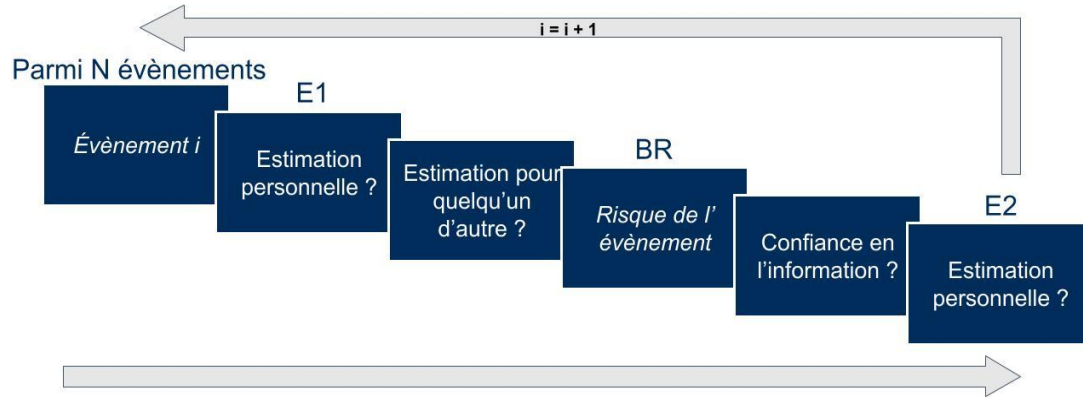 i = i + 1
Parmi N évènements
E1
Évènement i
Estimation
personnelle ?
Estimation pour
quelqu'un
d'autre ?
BR
Risque de l'
évènement
Confiance en
l'information ?
E2
Estimation
personnelle ?